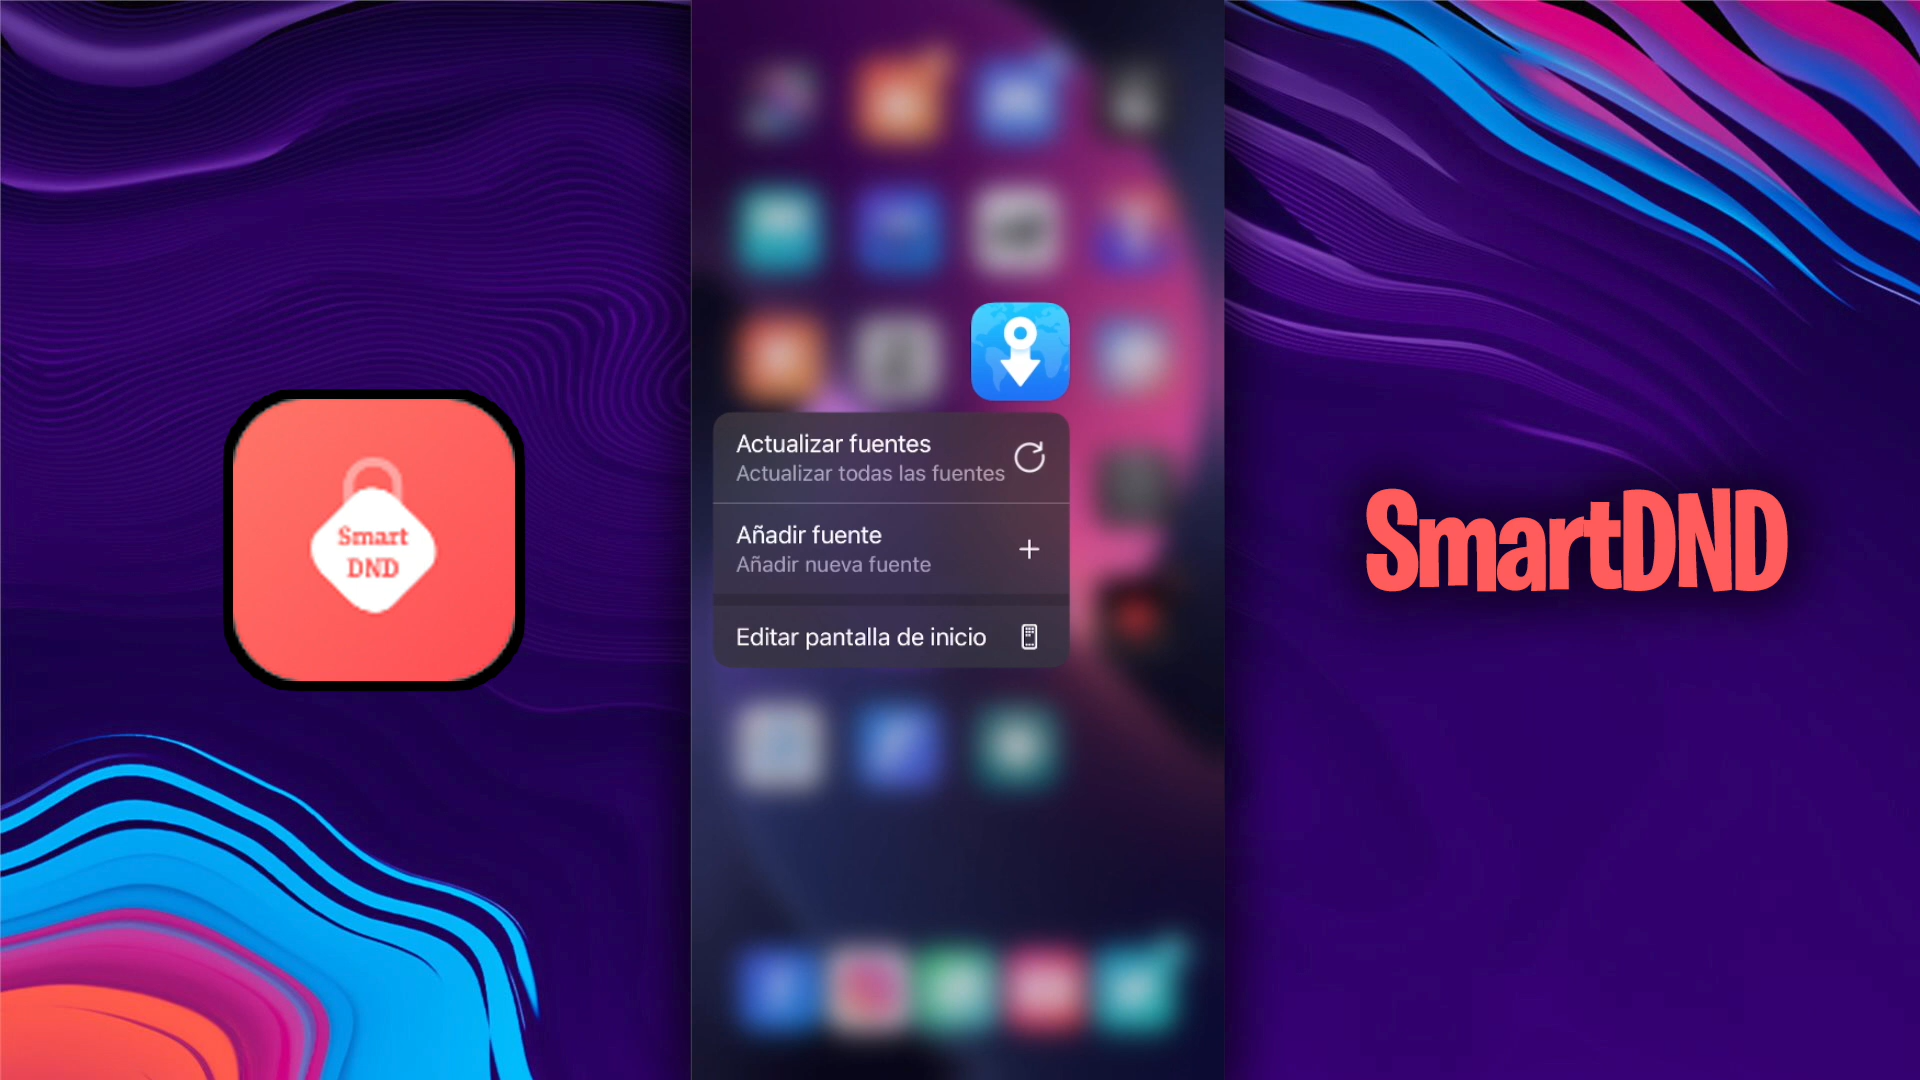 Smart
DND
Actualizar fuentes
Actualizar todas las fuentes
Añadir fuente
Añadir nueva fuente
Editar pantalla de inicio
SmartDND